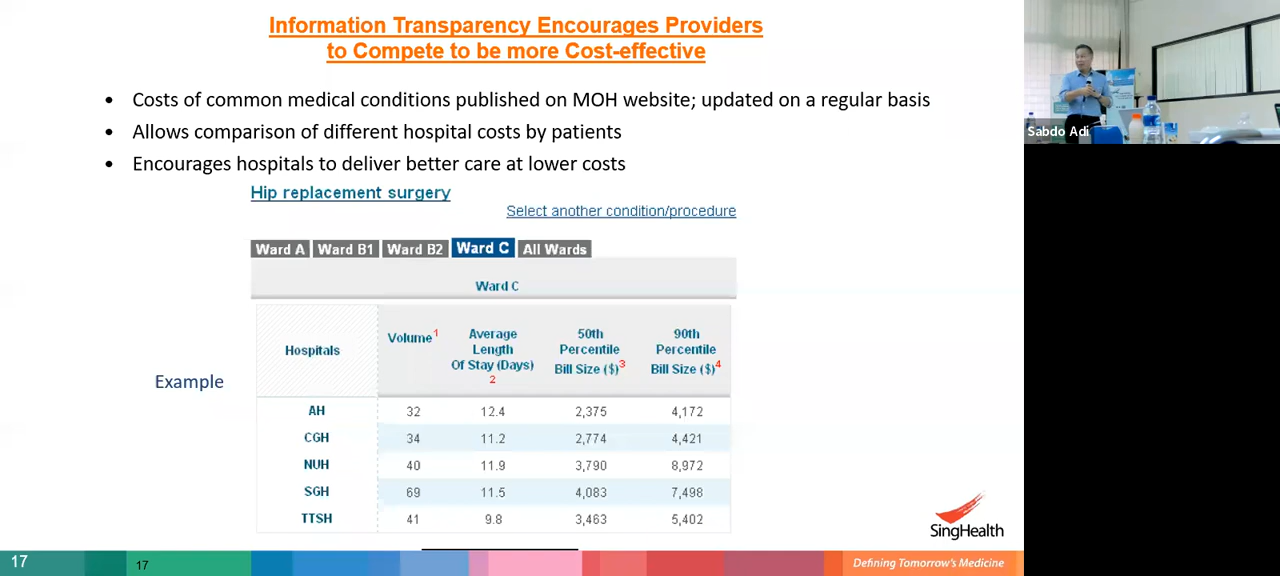 Information Transparency Encourages Providers
to Compete to be more Cost-effective
• Costs of common medical conditions published on MOH website; updated on a regular basis
• Allows comparison of different hospital costs by patients
• Encourages hospitals to deliver better care at lower costs
Hip replacement surgery
Select another condition/procedure
Ward A Ward B1 Ward B2 Ward C All Wards
Ward C
Hospitals Volume 1 Average Length Of Stay (Days) 2 50th Percentile Bill Size ($) 3 90th Percentile Bill Size ($) 4
Example
AH 32 12.4 2,375 4,172
CGH 34 11.2 2,774 4,421
NUH 40 11.9 3,790 8,972
SGH 69 11.5 4,083 7,498
TTSH 41 9.8 3,463 5,402
SingHealth
17
17
Defining Tomorrow's Medicine
Sabdo Adi